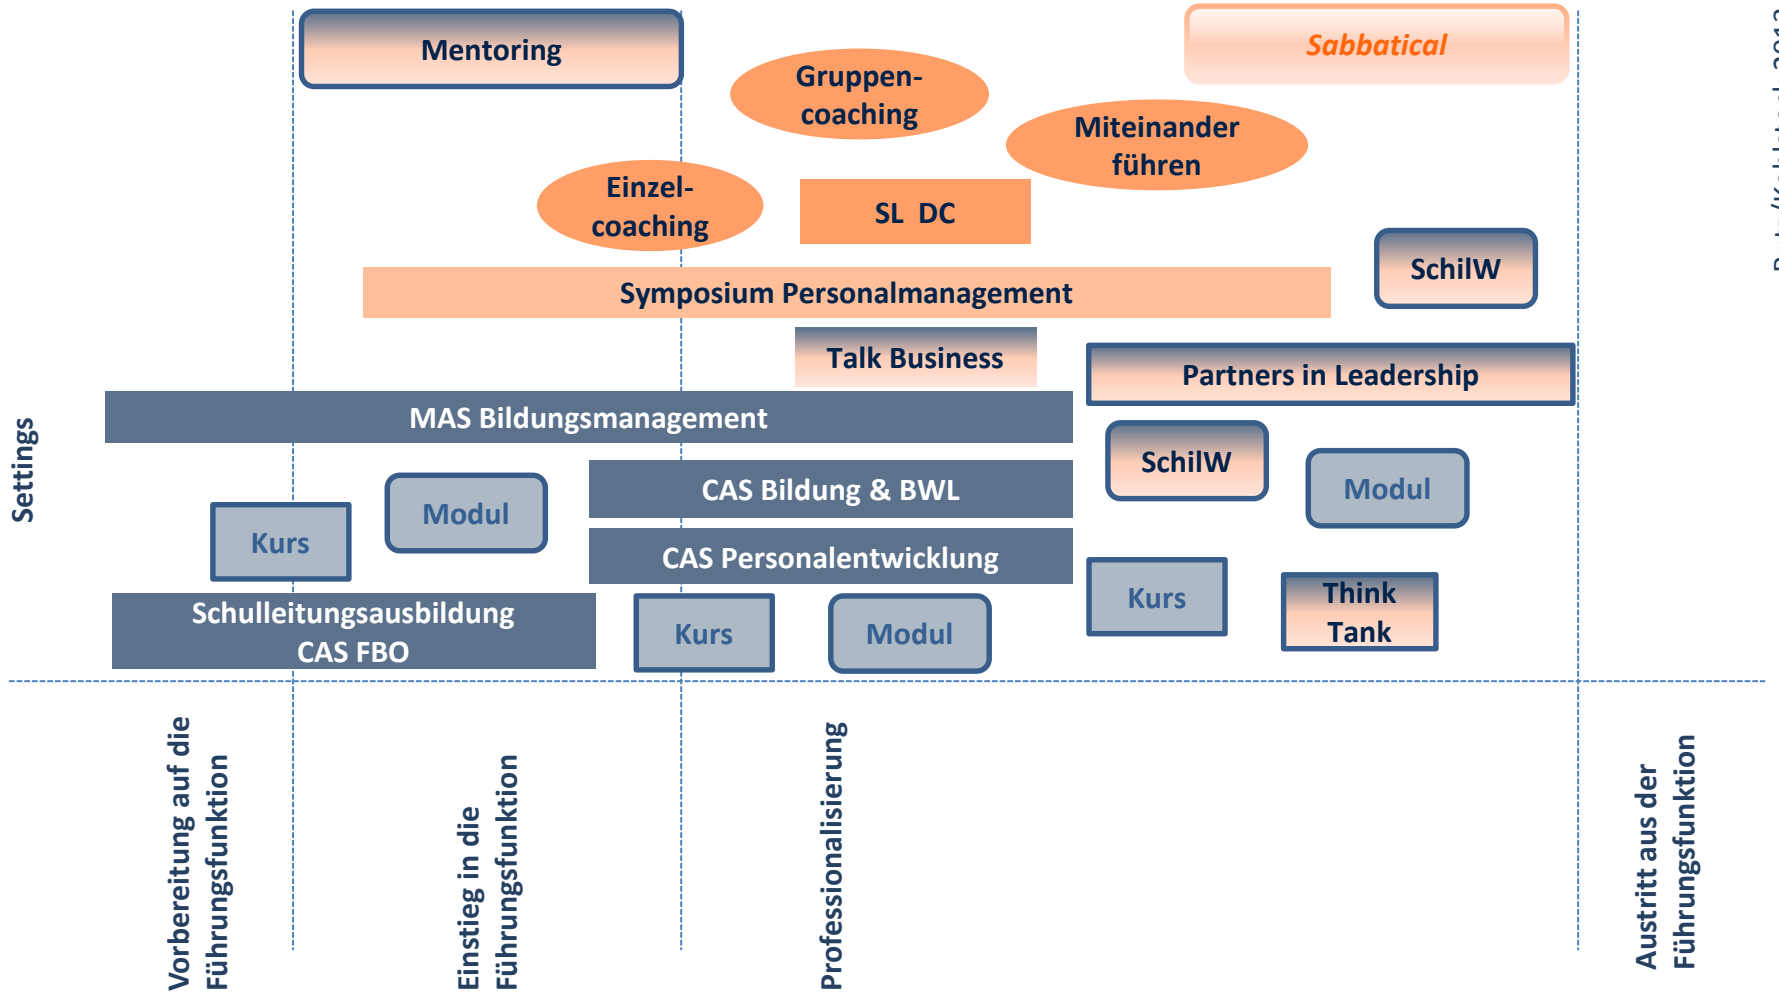 Mentoring
Sabbatical
Gruppen-
coaching
Miteinander
führen
Einzel-
coaching
SL DC
SchilW
Symposium Personalmanagement
Talk Business
Partners in Leadership
MAS Bildungsmanagement
SchilW
Modul
CAS Bildung & BWL
Modul
Kurs
CAS Personalentwicklung
Kurs
Think
Tank
Schulleitungsausbildung
CAS FBO
Kurs
Modul
Settings
Vorbereitung auf die
Führungsfunktion
Einstieg in die
Führungsfunktion
Professionalisierung
Austritt aus der
Führungsfunktion